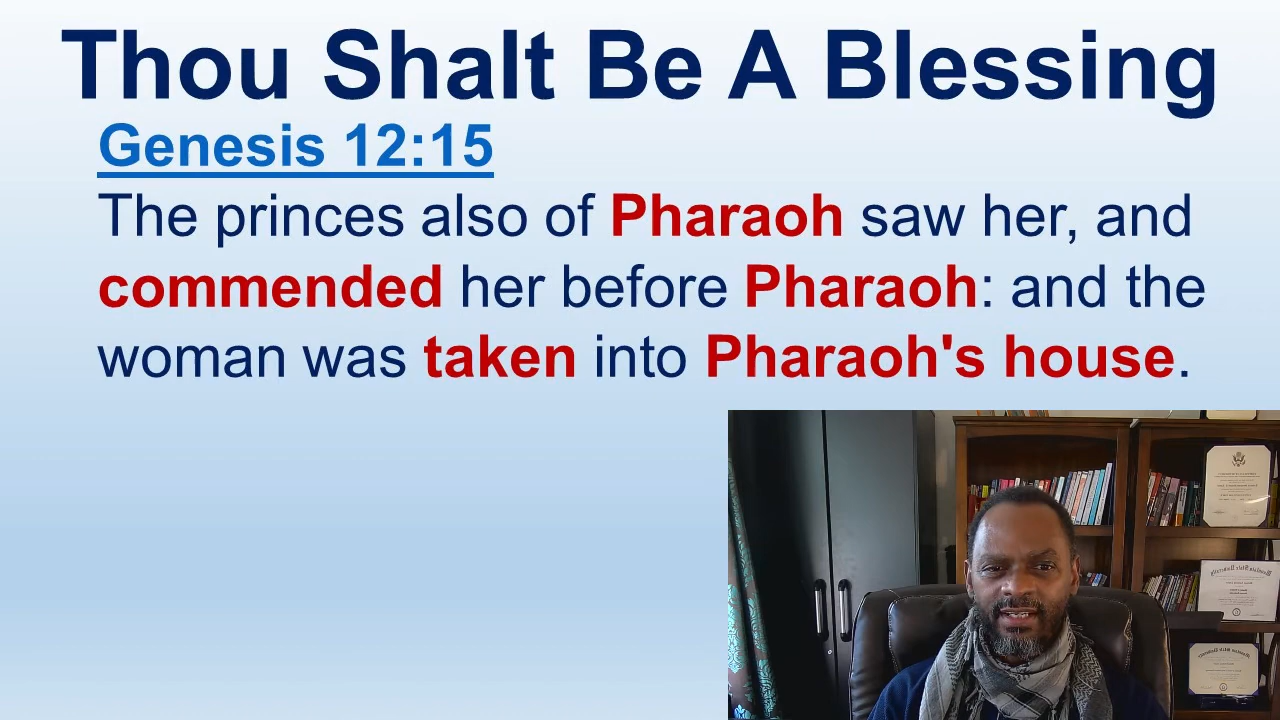 Thou Shalt Be A Blessing
Genesis 12:15
The princes also of Pharaoh saw her, and
commended her before Pharaoh: and the
woman was taken into Pharaoh's house.